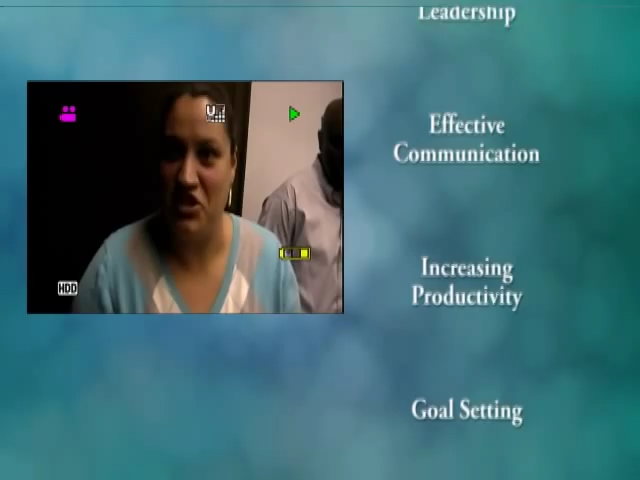 Leadership
Effective
Communication
Increasing
Productivity
Goal Setting
HDD